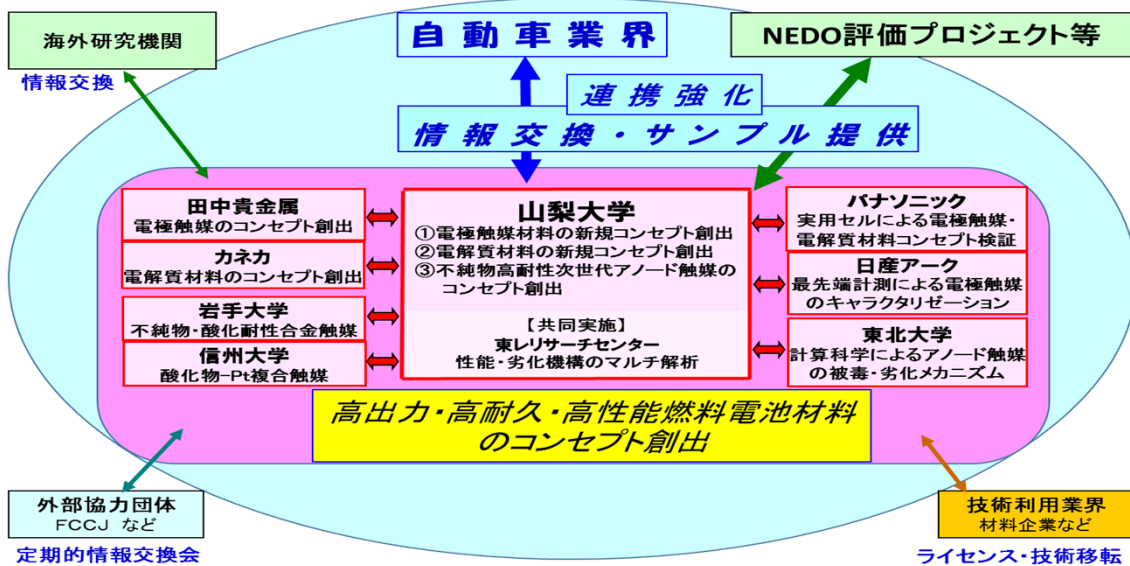 海外研究機関
情報交換
自動車業界
NEDO評価プロジェクト等
連携強化
情報交換・サンプル提供
田中貴金属
電極触媒のコンセプト創出
カネカ
電解質材料のコンセプト創出
岩手大学
不純物・酸化耐性合金触媒
信州大学
酸化物-Pt複合触媒
山梨大学
①電極触媒材料の新規コンセプト創出
②電解質材料の新規コンセプト創出
③不純物高耐性次世代アノード触媒の
コンセプト創出
【共同実施】
東レリサーチセンター
性能・劣化機構のマルチ解析
パナソニック
実用セルによる電極触媒・
電解質材料コンセプト検証
日産アーク
最先端計測による電極触媒
のキャラクタリゼーション
東北大学
計算科学によるアノード触媒
の被毒・劣化メカニズム
高出力・高耐久・高性能燃料電池材料
のコンセプト創出
外部協力団体
FCCJ など
定期的情報交換会
技術利用業界
材料企業など
ライセンス・技術移転